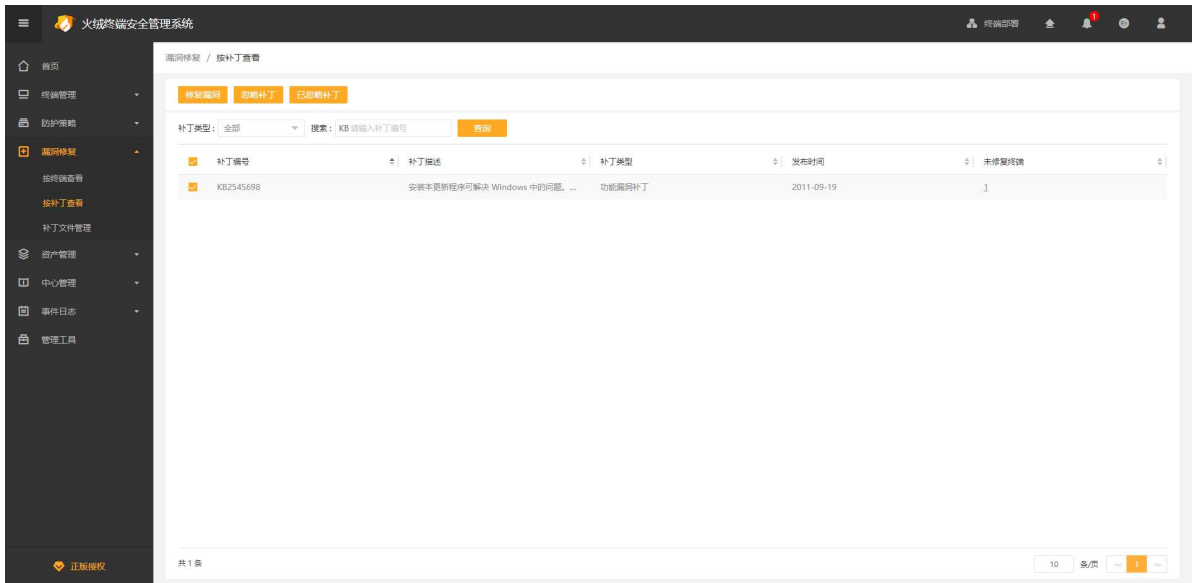 火绒终端安全管理系统
终端部署
1
首页
终端管理
防护策略
漏洞修复
按终端查看
按补丁查看
补丁文件管理
资产管理
中心管理
事件日志
管理工具
正版授权
漏洞修复 / 按补丁查看
修复漏洞 忽略补丁 已忽略补丁
补丁类型: 全部 搜索: KB 请输入补丁编号 查询
补丁编号 补丁描述 补丁类型 发布时间 未修复终端
KB2545698 安装本更新程序可解决 Windows 中的问题。... 功能漏洞补丁 2011-09-19 1
共 1 条 10 条/页 1